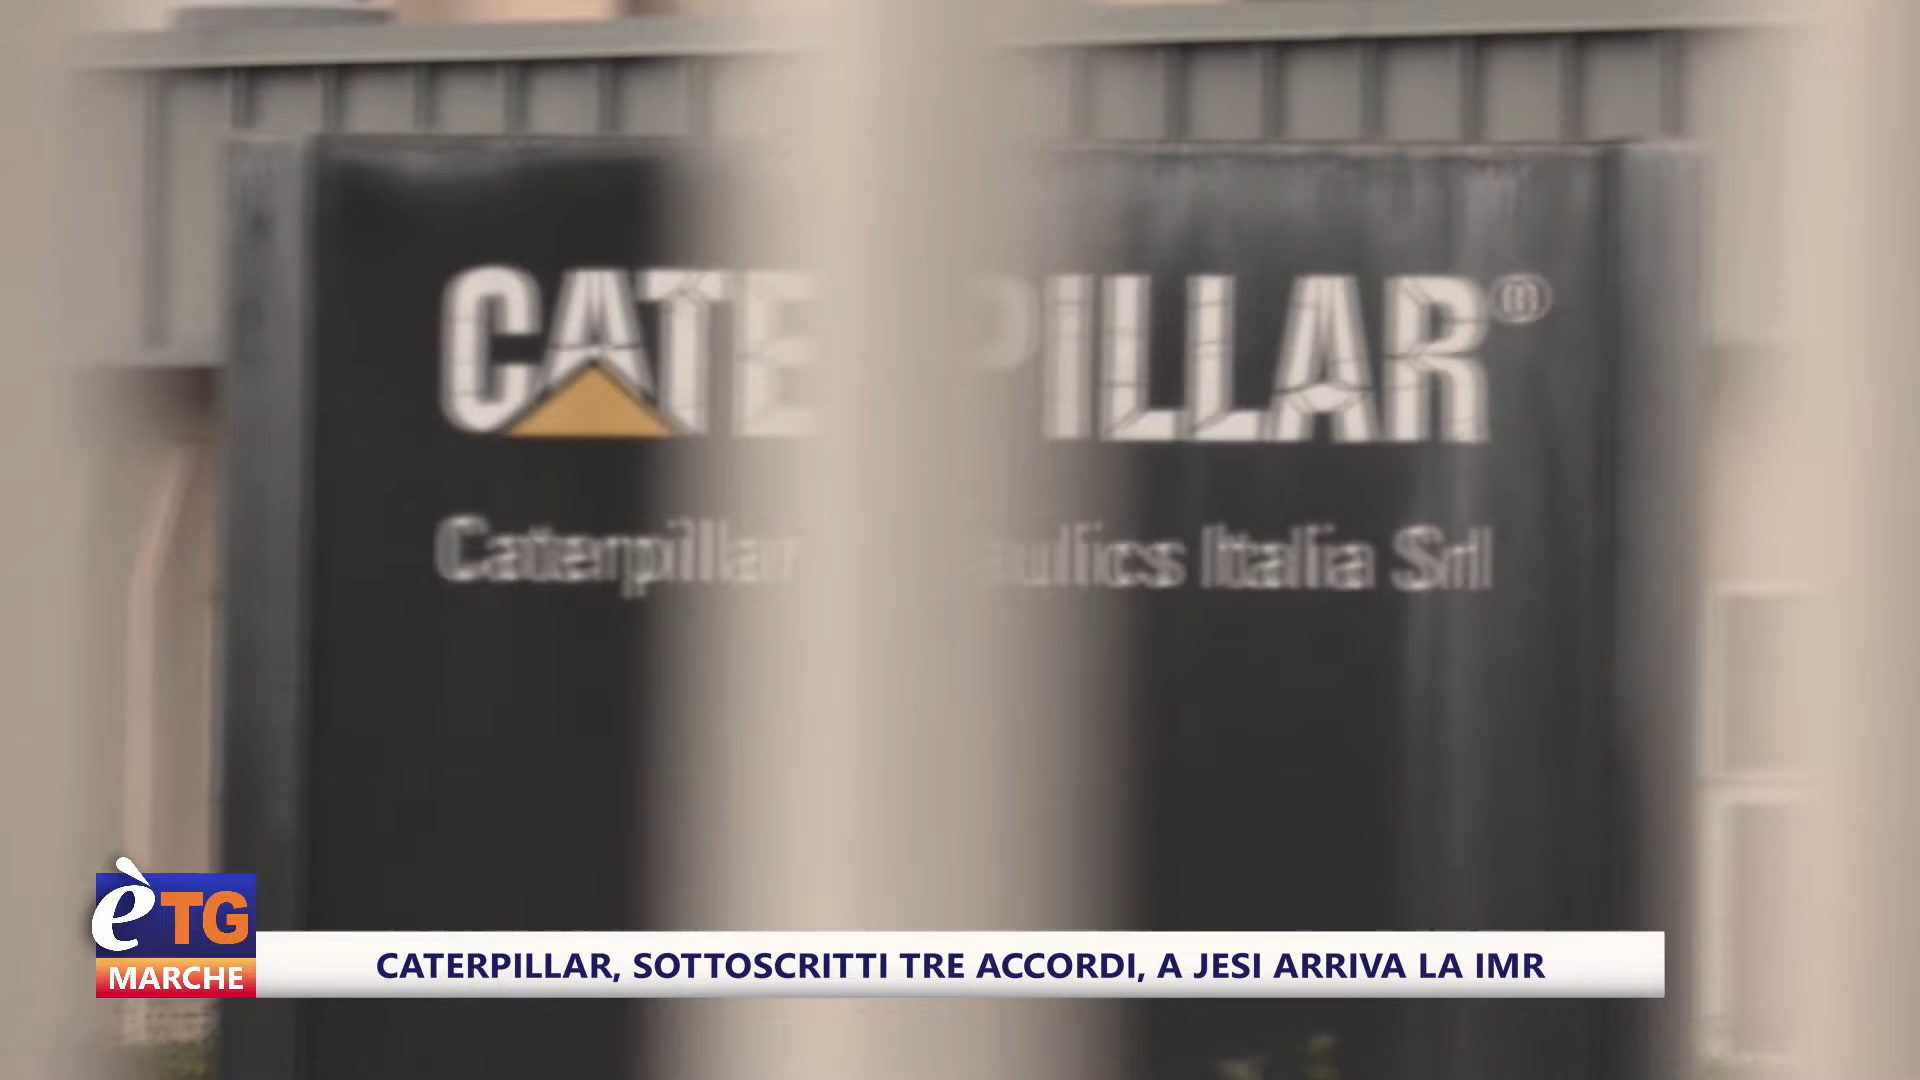 CATE PILLAR®
Caterpillar aulics Italia Srl
èTG
MARCHE
CATERPILLAR, SOTTOSCRITTI TRE ACCORDI, A JESI ARRIVA LA IMR